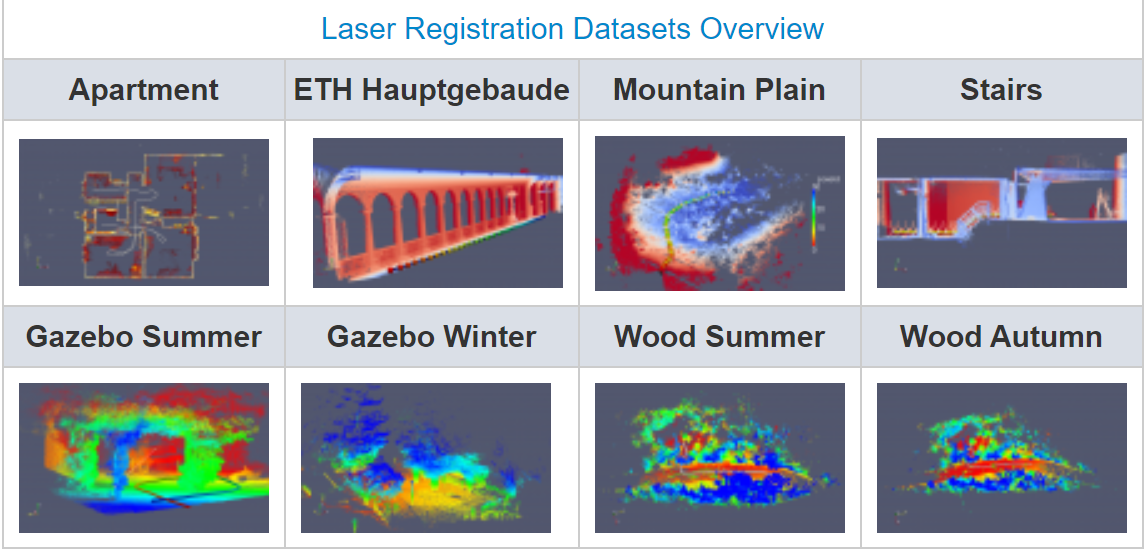 Laser Registration Datasets Overview
Apartment ETH Hauptgebaude Mountain Plain Stairs
Gazebo Summer Gazebo Winter Wood Summer Wood Autumn